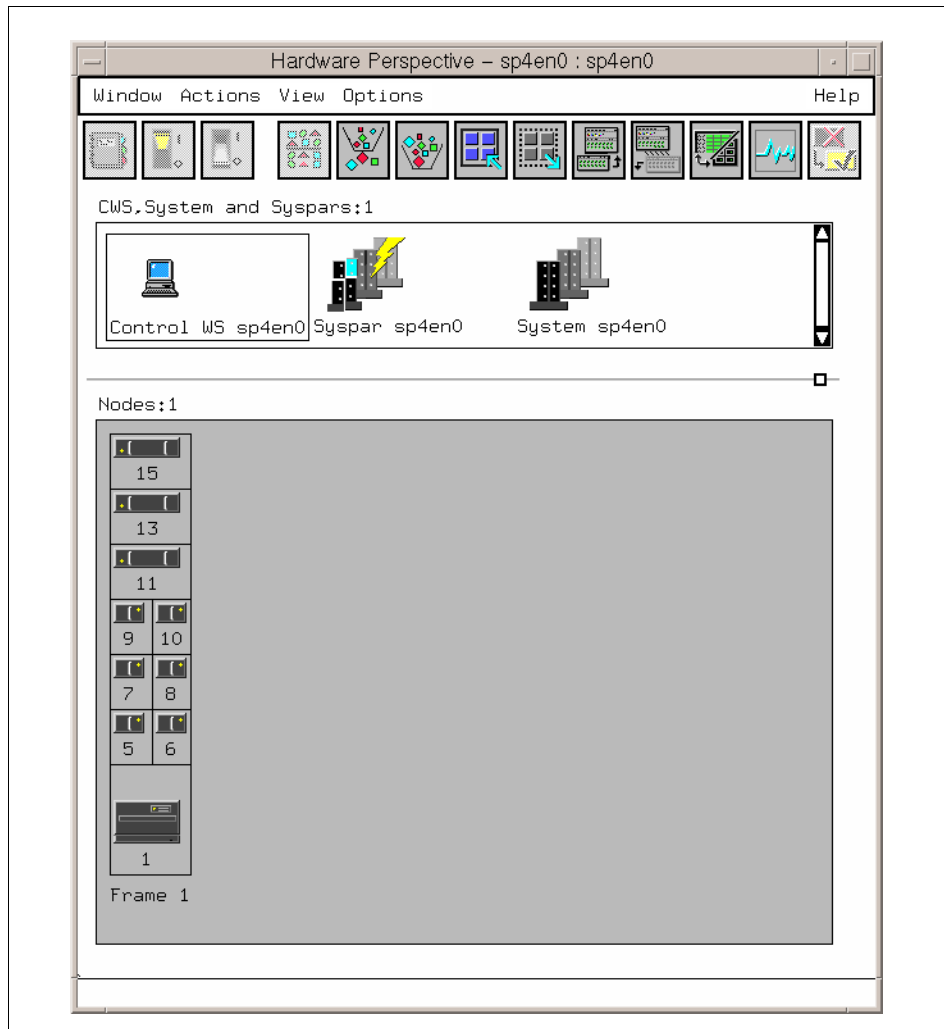 Hardware Perspective – sp4en0 : sp4en0
Window Actions View Options Help
CWS,System and Syspars:1
Control WS sp4en0 Syspar sp4en0 System sp4en0
Nodes:1
15
13
11
9 10
7 8
5 6
1
Frame 1